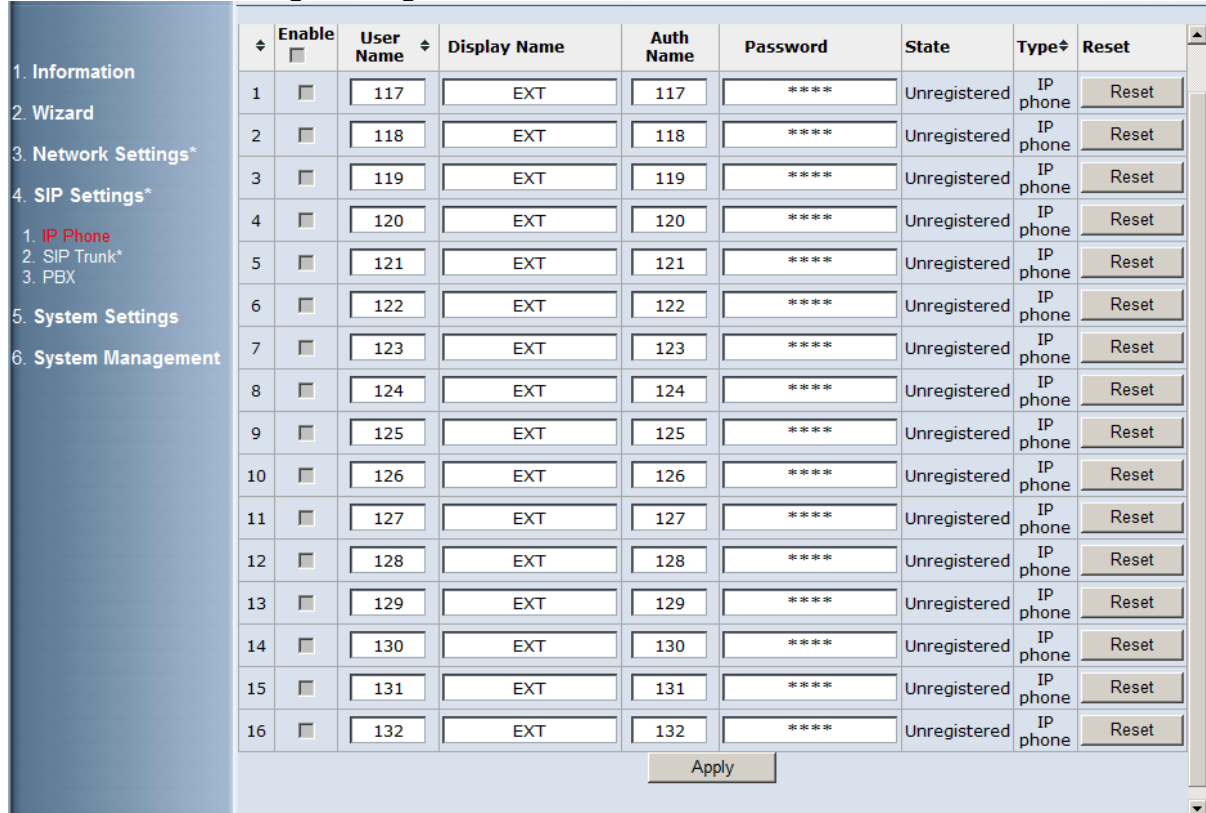 1. Information
2. Wizard
3. Network Settings*
4. SIP Settings*
1. IP Phone
2. SIP Trunk*
3. PBX
5. System Settings
6. System Management
Enable User Name Display Name Auth Name Password State Type Reset
1 117 EXT 117 **** Unregistered IP phone Reset
2 118 EXT 118 **** Unregistered IP phone Reset
3 119 EXT 119 **** Unregistered IP phone Reset
4 120 EXT 120 **** Unregistered IP phone Reset
5 121 EXT 121 **** Unregistered IP phone Reset
6 122 EXT 122 **** Unregistered IP phone Reset
7 123 EXT 123 **** Unregistered IP phone Reset
8 124 EXT 124 **** Unregistered IP phone Reset
9 125 EXT 125 **** Unregistered IP phone Reset
10 126 EXT 126 **** Unregistered IP phone Reset
11 127 EXT 127 **** Unregistered IP phone Reset
12 128 EXT 128 **** Unregistered IP phone Reset
13 129 EXT 129 **** Unregistered IP phone Reset
14 130 EXT 130 **** Unregistered IP phone Reset
15 131 EXT 131 **** Unregistered IP phone Reset
16 132 EXT 132 **** Unregistered IP phone Reset
Apply